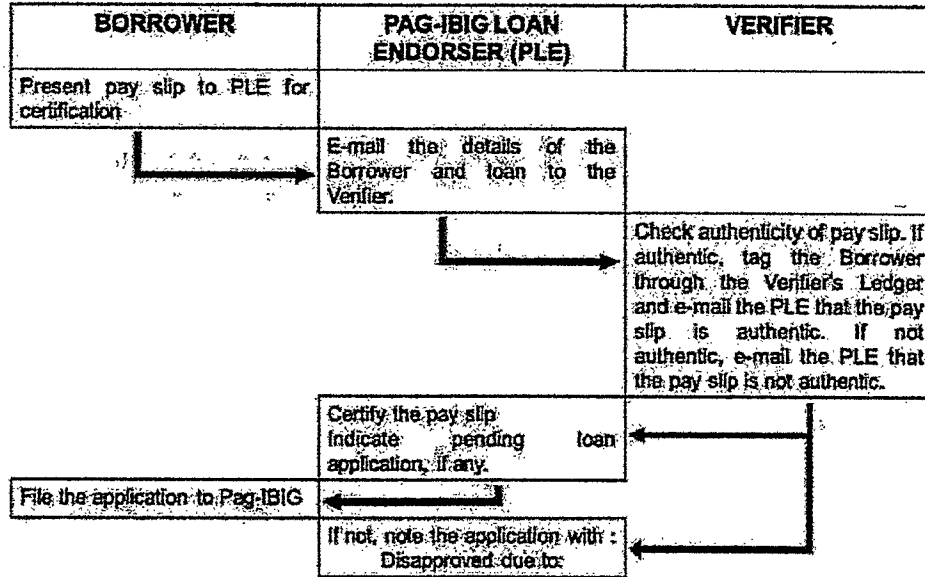 BORROWER
PAG-IBIG LOAN
ENDORSER (PLE)
VERIFIER
Present pay slip to PLE for
certification
E-mail the details of the
Borrower and loan to the
Verifier.
Check authenticity of pay slip. If
authentic, tag the Borrower
through the Verifier's Ledger
and e-mail the PLE that the pay
slip is authentic. If not
authentic, e-mail the PLE that
the pay slip is not authentic.
Certify the pay slip
Indicate pending loan
application, if any.
File the application to Pag-IBIG
If not, note the application with :
Disapproved due to: